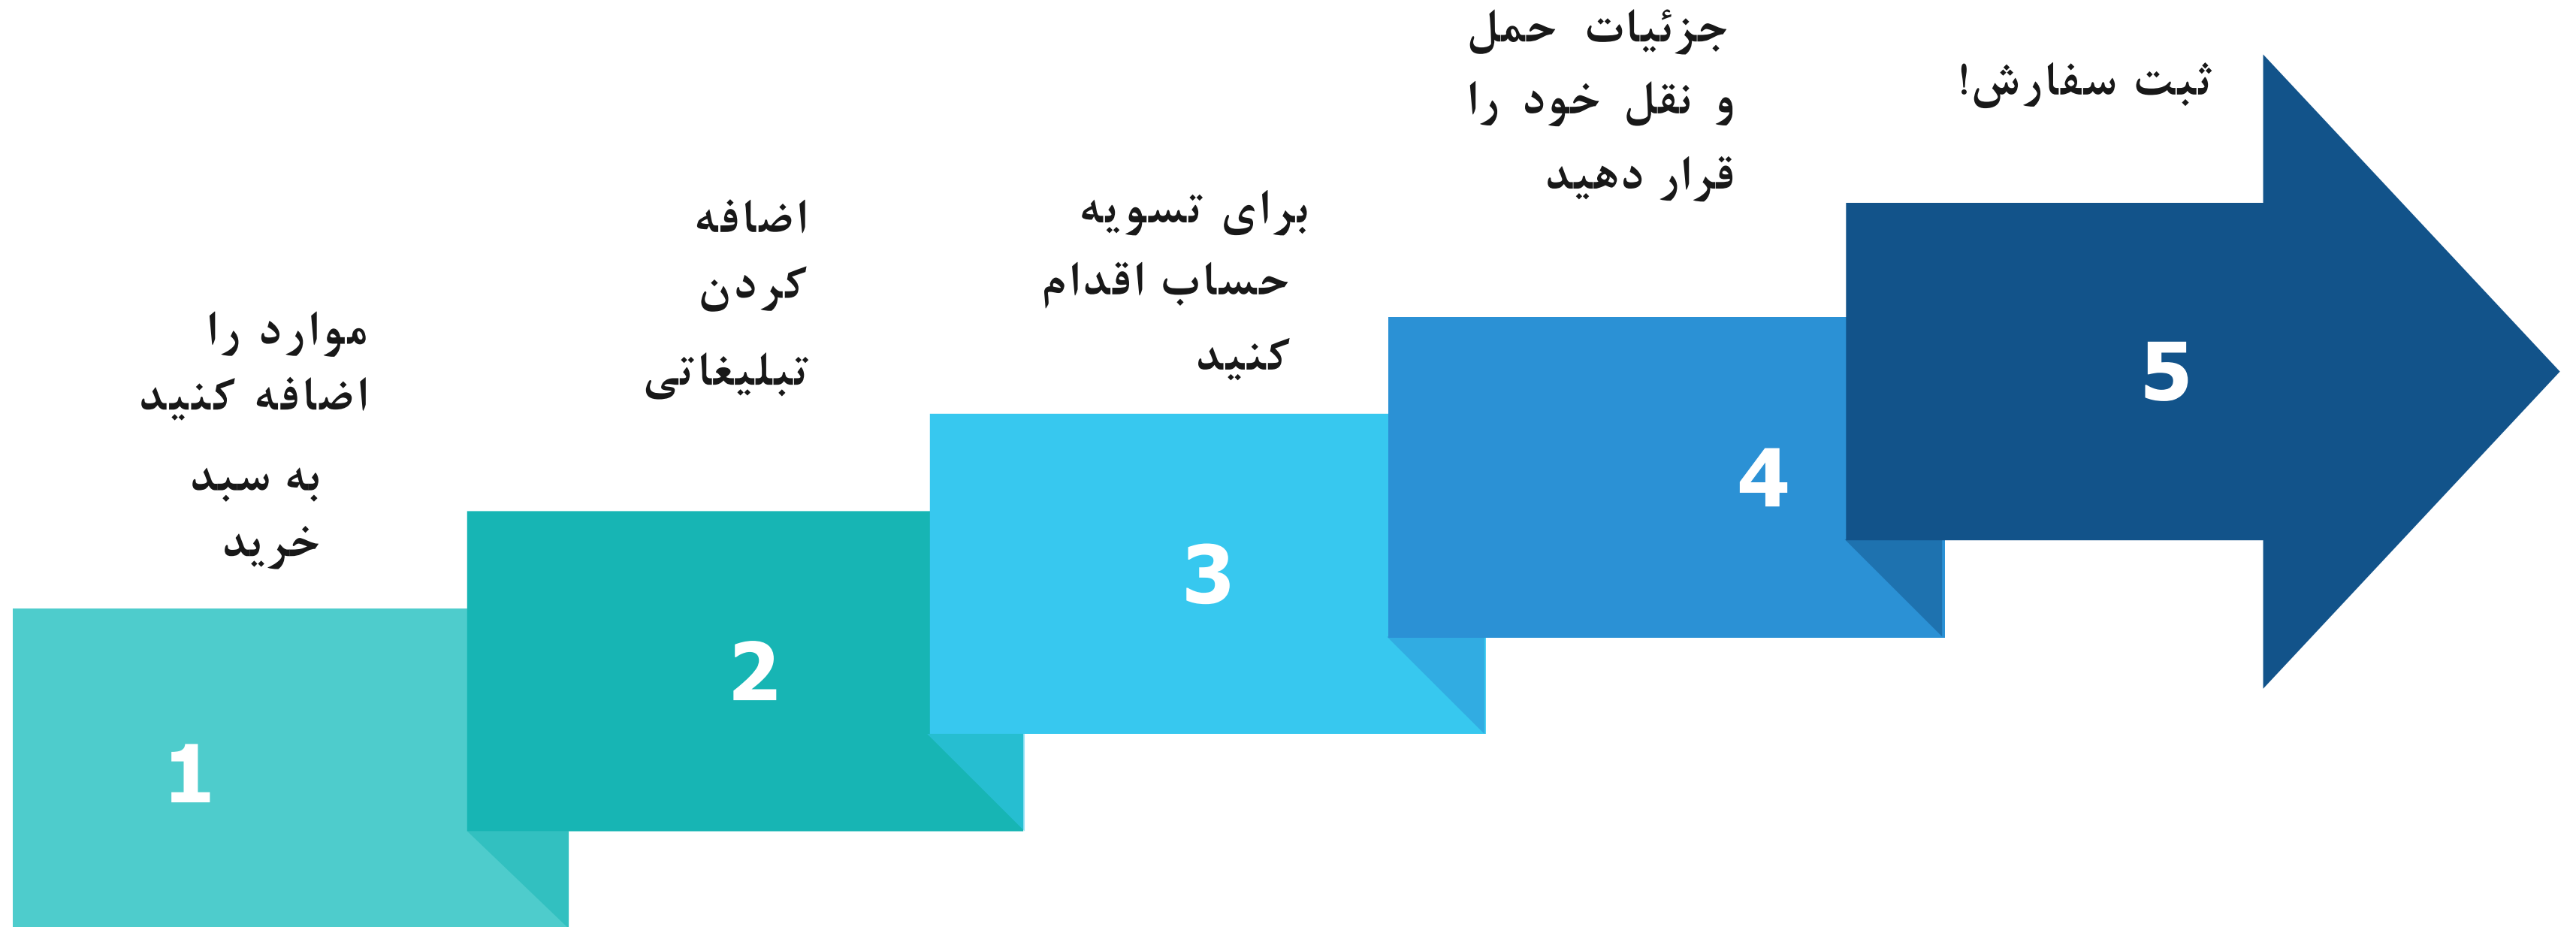 موارد را
اضافه کنید
به سبد
خرید
1
اضافه
کردن
تبلیغاتی
2
برای تسویه
حساب اقدام
کنید
3
جزئیات حمل
و نقل خود را
قرار دهید
4
ثبت سفارش!
5